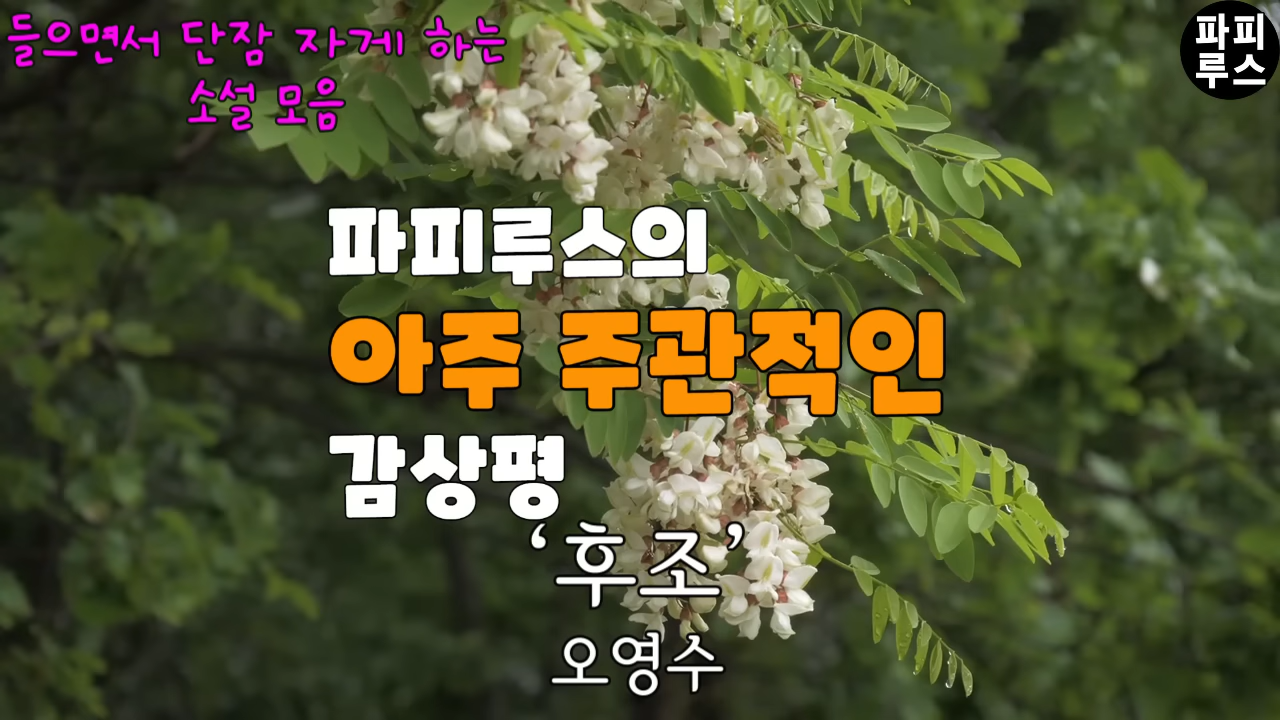 들으면서 단잠 자게 하는
소설 모음
파피
루스
파피루스의
아주 주관적인
감상평
‘후조’
오영수